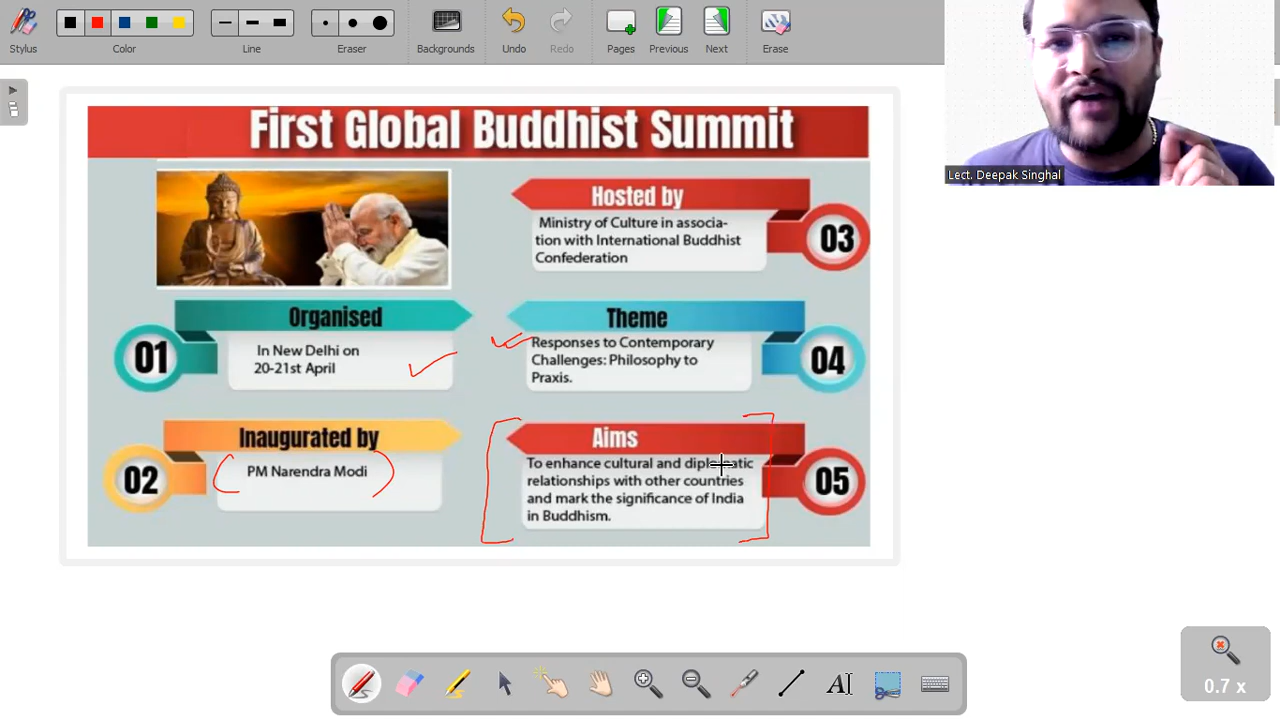 Stylus
Color
Line
Eraser
Backgrounds
Undo
Redo
Pages
Previous
Next
Erase
Lect. Deepak Singhal
First Global Buddhist Summit
Hosted by
Ministry of Culture in associa-
tion with International Buddhist
Confederation
03
Organised
01
In New Delhi on
20-21st April
Theme
Responses to Contemporary
Challenges: Philosophy to
Praxis.
04
Inaugurated by
02
PM Narendra Modi
Aims
To enhance cultural and diplomatic
relationships with other countries
and mark the significance of India
in Buddhism.
05
AI
0.7 x